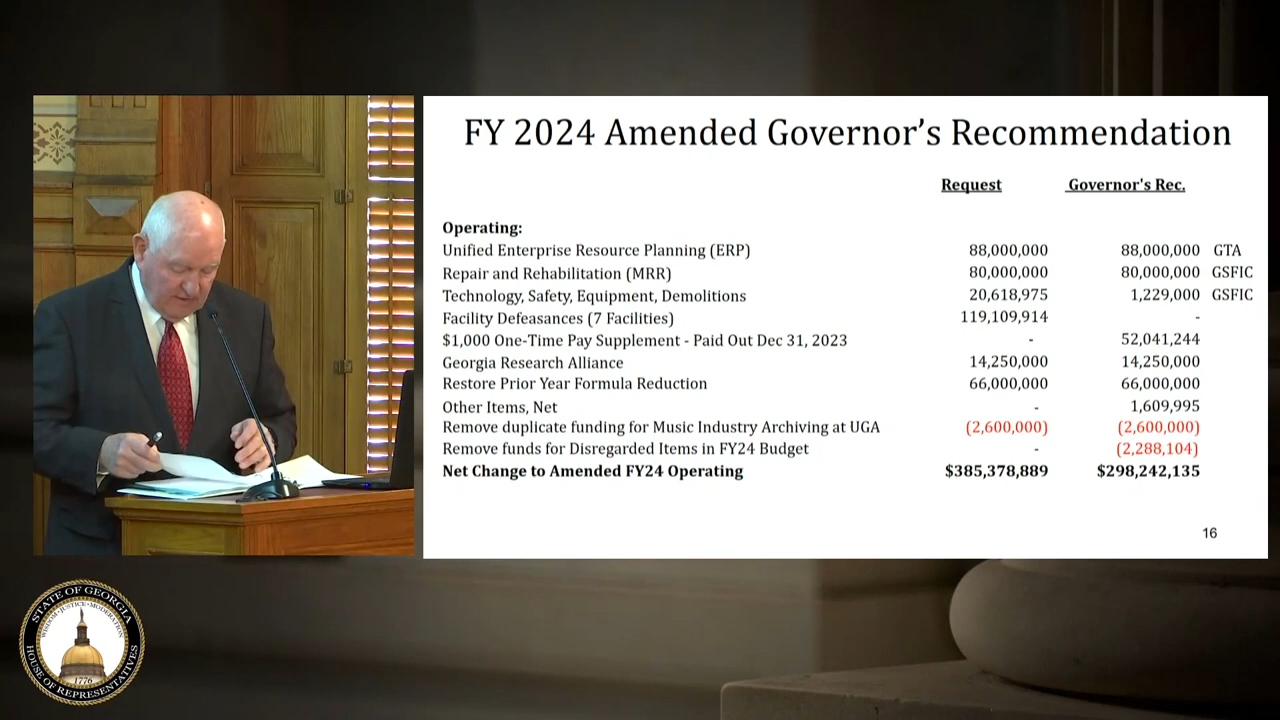 FY 2024 Amended Governor's Recommendation
Request Governor's Rec.
Operating:
Unified Enterprise Resource Planning (ERP) 88,000,000 88,000,000 GTA
Repair and Rehabilitation (MRR) 80,000,000 80,000,000 GSFIC
Technology, Safety, Equipment, Demolitions 20,618,975 1,229,000 GSFIC
Facility Defeasances (7 Facilities) 119,109,914 -
$1,000 One-Time Pay Supplement - Paid Out Dec 31, 2023 - 52,041,244
Georgia Research Alliance 14,250,000 14,250,000
Restore Prior Year Formula Reduction 66,000,000 66,000,000
Other Items, Net - 1,609,995
Remove duplicate funding for Music Industry Archiving at UGA (2,600,000) (2,600,000)
Remove funds for Disregarded Items in FY24 Budget - (2,288,104)
Net Change to Amended FY24 Operating $385,378,889 $298,242,135
16
STATE OF GEORGIA
WISDOM · JUSTICE · MODERATION
1776
HOUSE OF REPRESENTATIVES